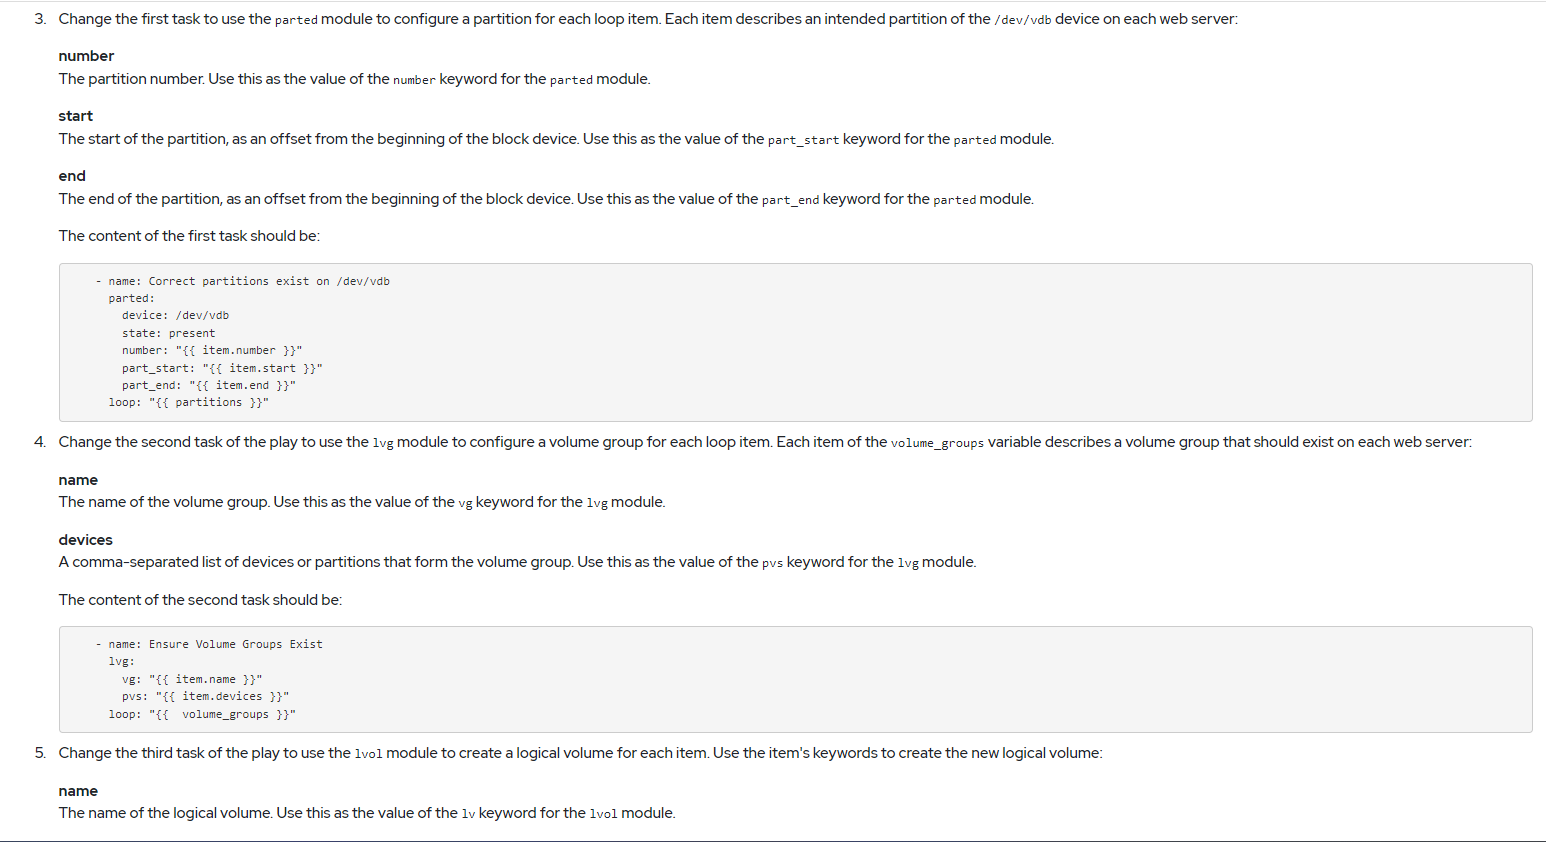 3. Change the first task to use the parted module to configure a partition for each loop item. Each item describes an intended partition of the /dev/vdb device on each web server:
number
The partition number. Use this as the value of the number keyword for the parted module.
start
The start of the partition, as an offset from the beginning of the block device. Use this as the value of the part_start keyword for the parted module.
end
The end of the partition, as an offset from the beginning of the block device. Use this as the value of the part_end keyword for the parted module.
The content of the first task should be:
- name: Correct partitions exist on /dev/vdb
parted:
device: /dev/vdb
state: present
number: "{{ item.number }}"
part_start: "{{ item.start }}"
part_end: "{{ item.end }}"
loop: "{{ partitions }}"
4. Change the second task of the play to use the lvg module to configure a volume group for each loop item. Each item of the volume_groups variable describes a volume group that should exist on each web server:
name
The name of the volume group. Use this as the value of the vg keyword for the lvg module.
devices
A comma-separated list of devices or partitions that form the volume group. Use this as the value of the pvs keyword for the lvg module.
The content of the second task should be:
- name: Ensure Volume Groups Exist
lvg:
vg: "{{ item.name }}"
pvs: "{{ item.devices }}"
loop: "{{  volume_groups }}"
5. Change the third task of the play to use the lvol module to create a logical volume for each item. Use the item's keywords to create the new logical volume:
name
The name of the logical volume. Use this as the value of the lv keyword for the lvol module.